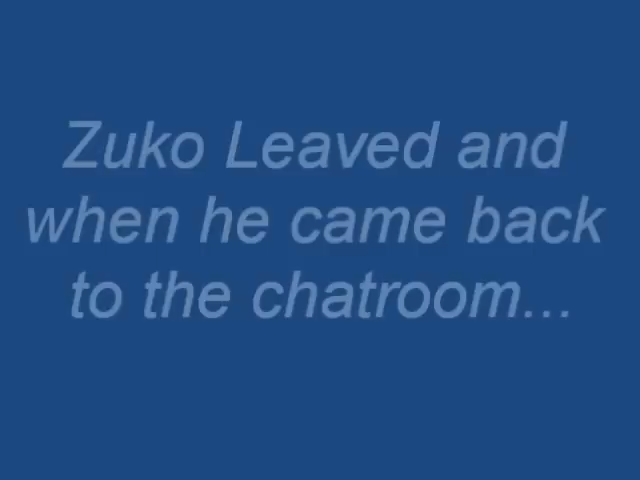 Zuko Leaved and
when he came back
to the chatroom...